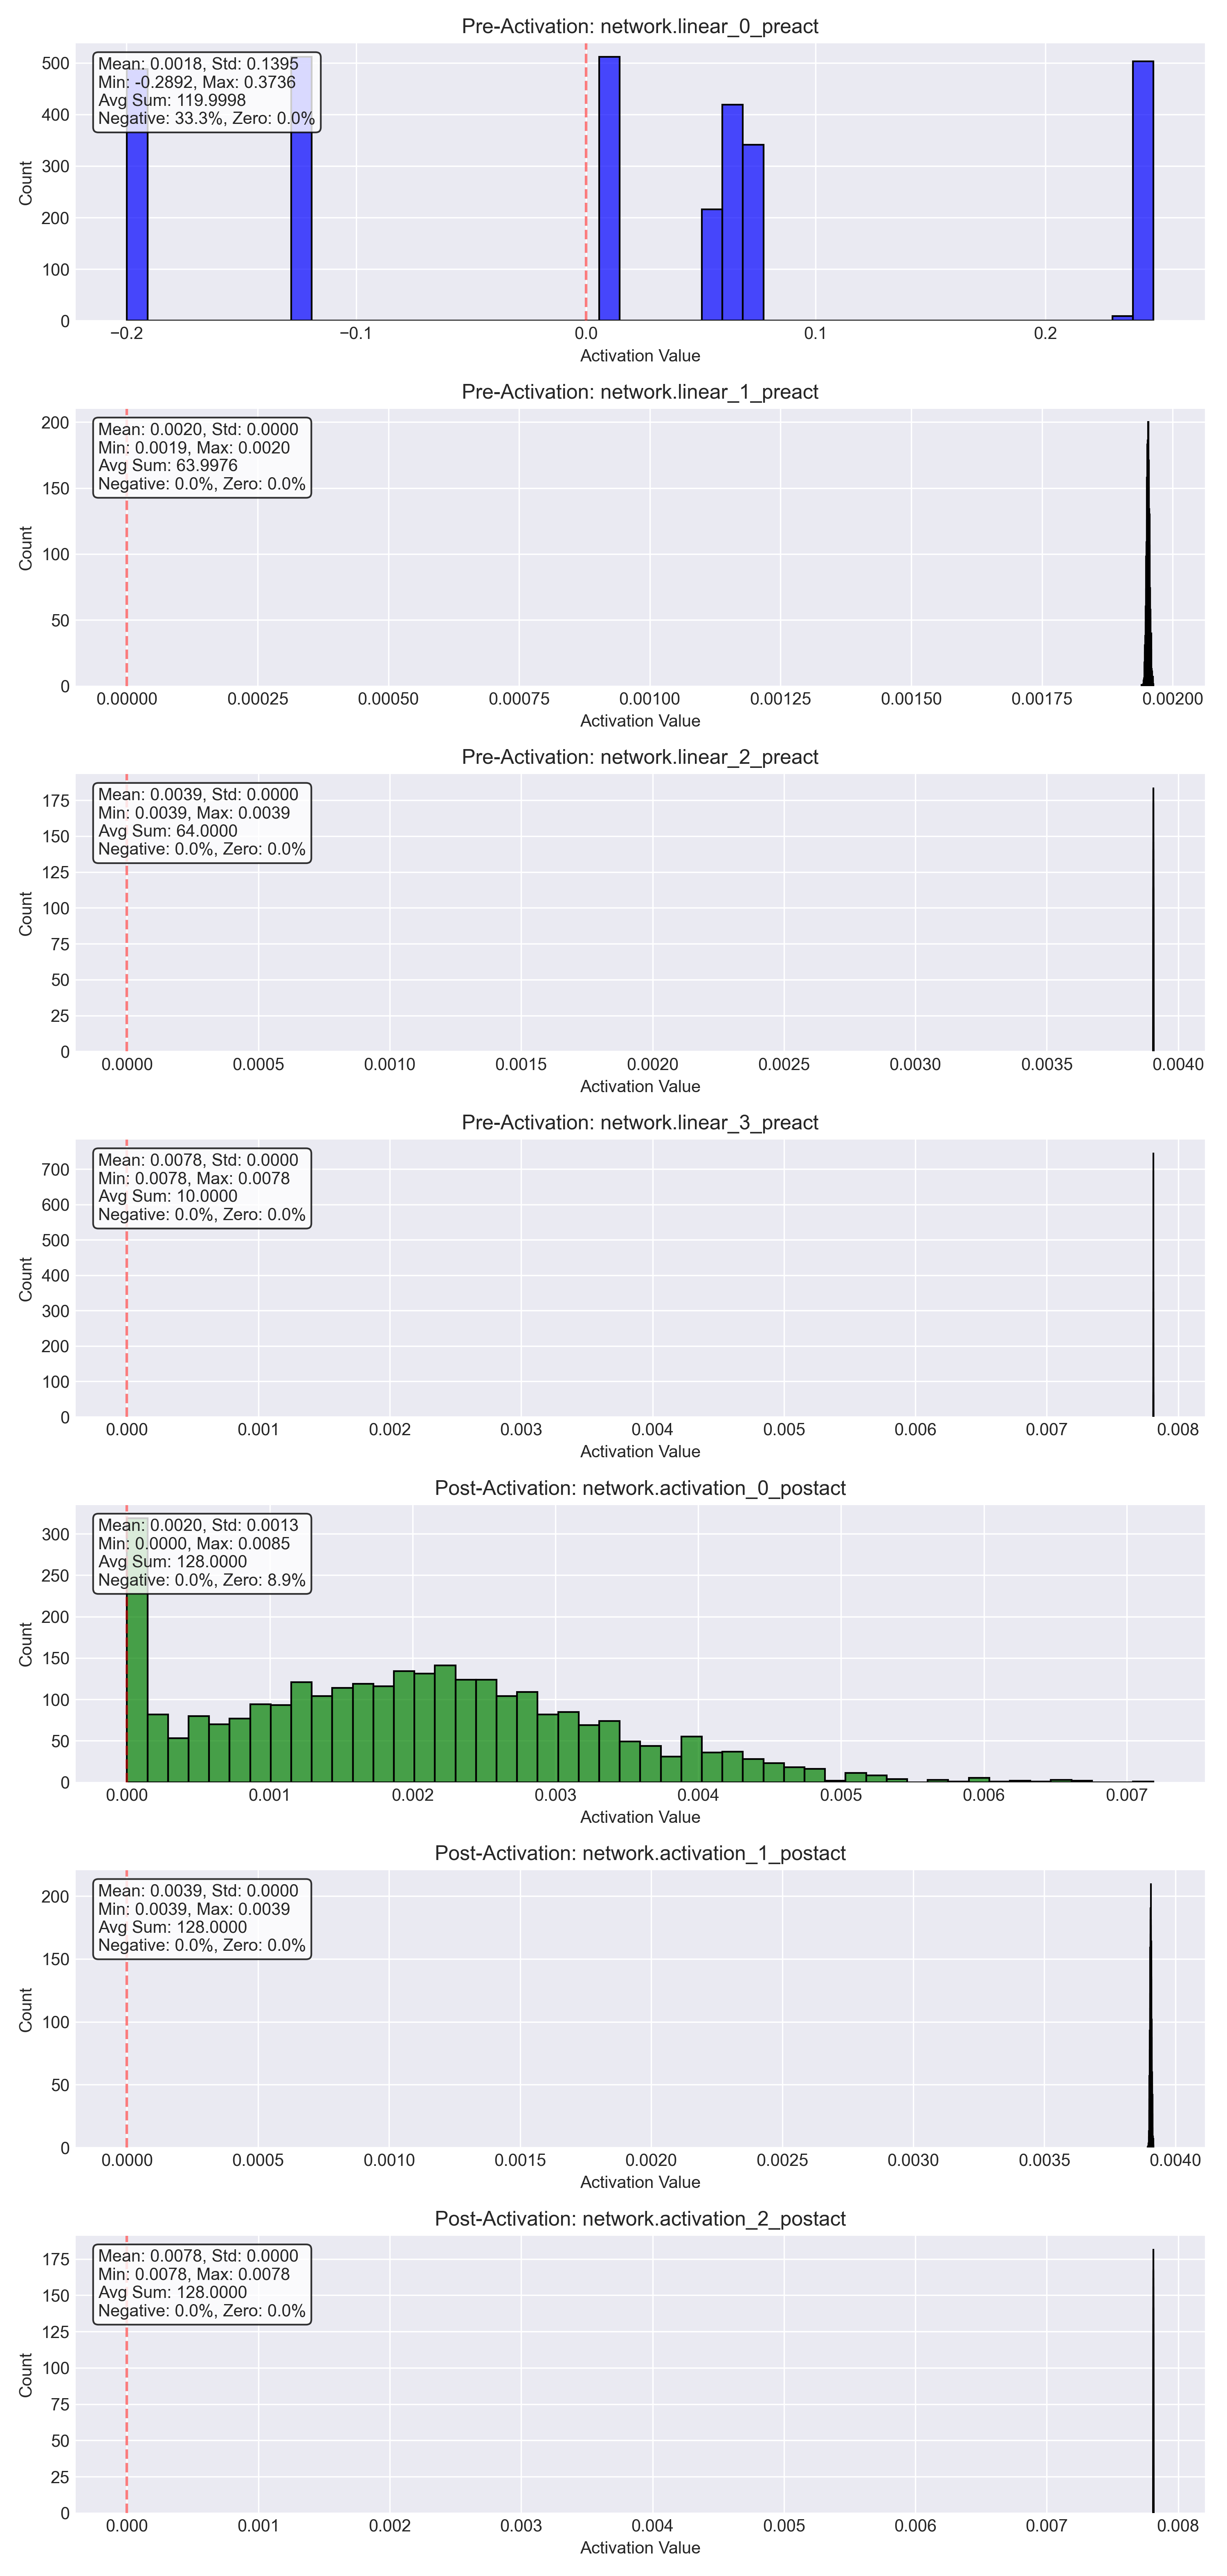 Pre-Activation: network.linear_0_preact
Mean: 0.0018, Std: 0.1395
Min: -0.2892, Max: 0.3736
Avg Sum: 119.9998
Negative: 33.3%, Zero: 0.0%
Count
500
400
300
200
100
0
−0.2 −0.1 0.0 0.1 0.2
Activation Value
Pre-Activation: network.linear_1_preact
Mean: 0.0020, Std: 0.0000
Min: 0.0019, Max: 0.0020
Avg Sum: 63.9976
Negative: 0.0%, Zero: 0.0%
Count
200
150
100
50
0
0.00000 0.00025 0.00050 0.00075 0.00100 0.00125 0.00150 0.00175 0.00200
Activation Value
Pre-Activation: network.linear_2_preact
Mean: 0.0039, Std: 0.0000
Min: 0.0039, Max: 0.0039
Avg Sum: 64.0000
Negative: 0.0%, Zero: 0.0%
Count
175
150
125
100
75
50
25
0
0.0000 0.0005 0.0010 0.0015 0.0020 0.0025 0.0030 0.0035 0.0040
Activation Value
Pre-Activation: network.linear_3_preact
Mean: 0.0078, Std: 0.0000
Min: 0.0078, Max: 0.0078
Avg Sum: 10.0000
Negative: 0.0%, Zero: 0.0%
Count
700
600
500
400
300
200
100
0
0.000 0.001 0.002 0.003 0.004 0.005 0.006 0.007 0.008
Activation Value
Post-Activation: network.activation_0_postact
Mean: 0.0020, Std: 0.0013
Min: 0.0000, Max: 0.0085
Avg Sum: 128.0000
Negative: 0.0%, Zero: 8.9%
Count
300
250
200
150
100
50
0
0.000 0.001 0.002 0.003 0.004 0.005 0.006 0.007
Activation Value
Post-Activation: network.activation_1_postact
Mean: 0.0039, Std: 0.0000
Min: 0.0039, Max: 0.0039
Avg Sum: 128.0000
Negative: 0.0%, Zero: 0.0%
Count
200
150
100
50
0
0.0000 0.0005 0.0010 0.0015 0.0020 0.0025 0.0030 0.0035 0.0040
Activation Value
Post-Activation: network.activation_2_postact
Mean: 0.0078, Std: 0.0000
Min: 0.0078, Max: 0.0078
Avg Sum: 128.0000
Negative: 0.0%, Zero: 0.0%
Count
175
150
125
100
75
50
25
0
0.000 0.001 0.002 0.003 0.004 0.005 0.006 0.007 0.008
Activation Value